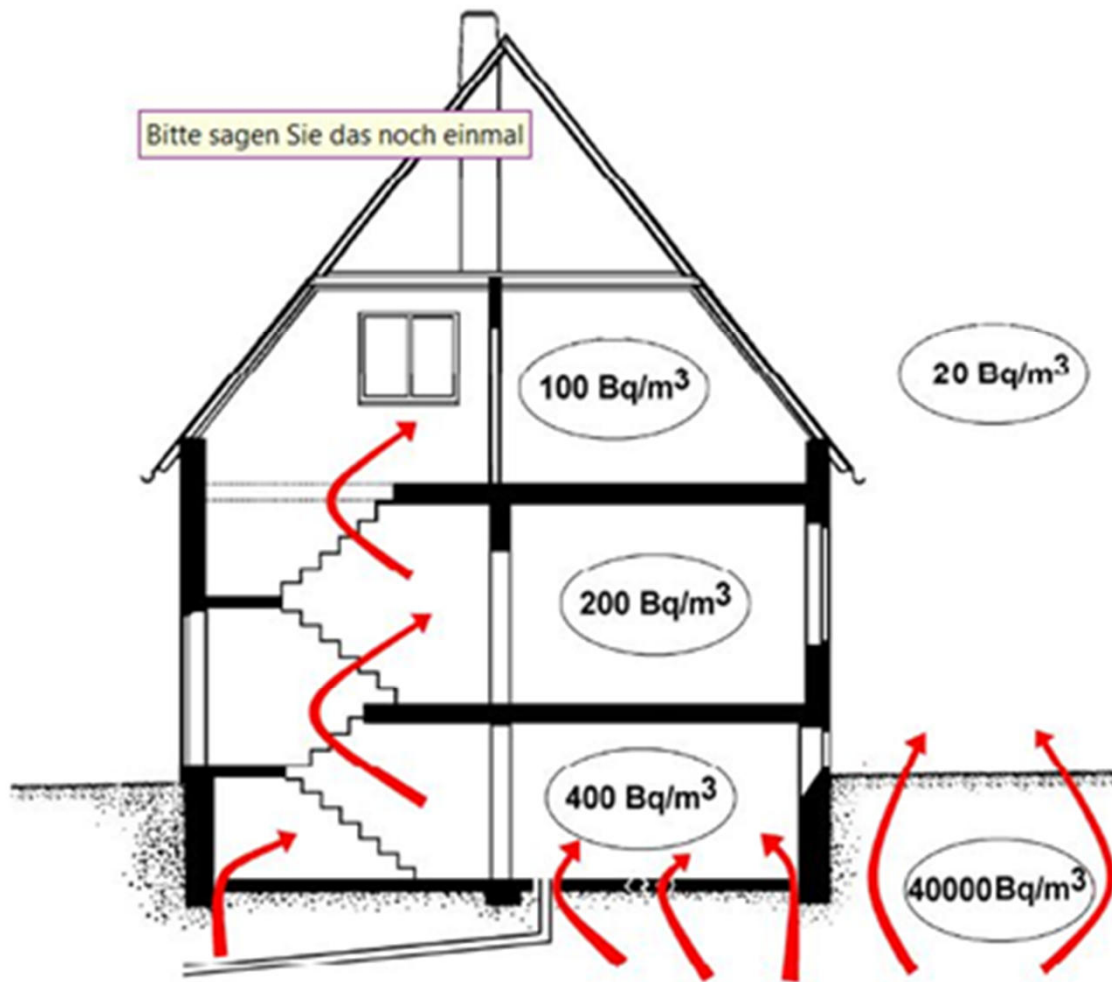 Bitte sagen Sie das noch einmal
100 Bq/m³
20 Bq/m³
200 Bq/m³
400 Bq/m³
40000Bq/m³